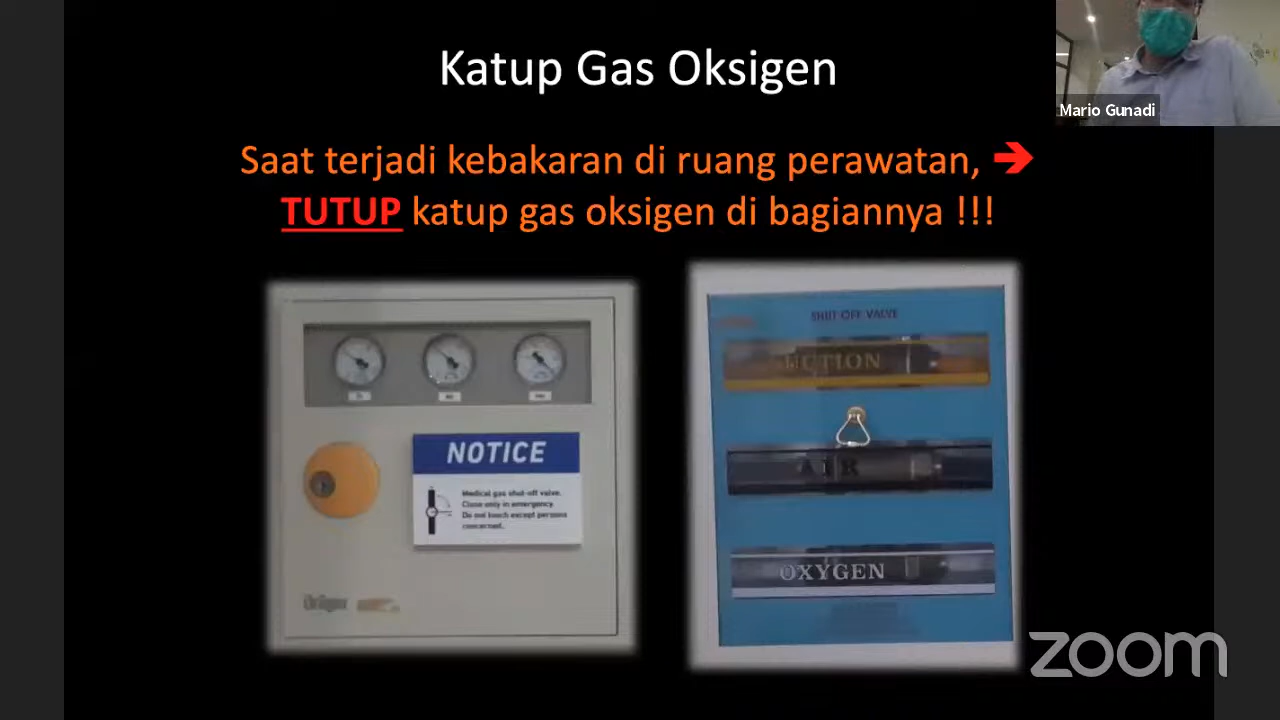 Katup Gas Oksigen
Mario Gunadi
Saat terjadi kebakaran di ruang perawatan, ➔
TUTUP katup gas oksigen di bagiannya !!!
NOTICE
Medical gas shut-off valve.
Close only in emergency.
Do not touch except persons
concerned.
Dräger
SHUT OFF VALVE
SUCTION
AIR
OXYGEN
zoom